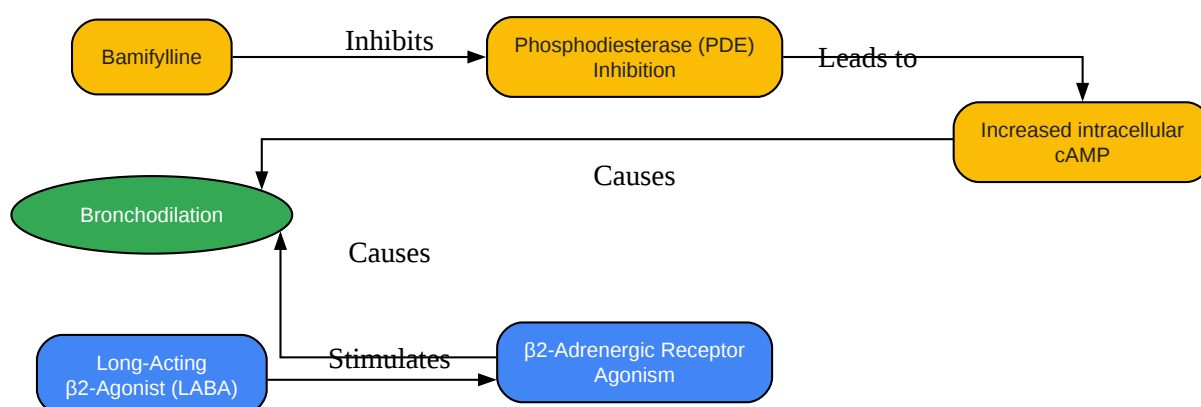 Bamifylline
Inhibits
Phosphodiesterase (PDE)
Inhibition
Leads to
Increased intracellular
cAMP
Causes
Bronchodilation
Causes
Long-Acting
β2-Agonist (LABA)
Stimulates
β2-Adrenergic Receptor
Agonism